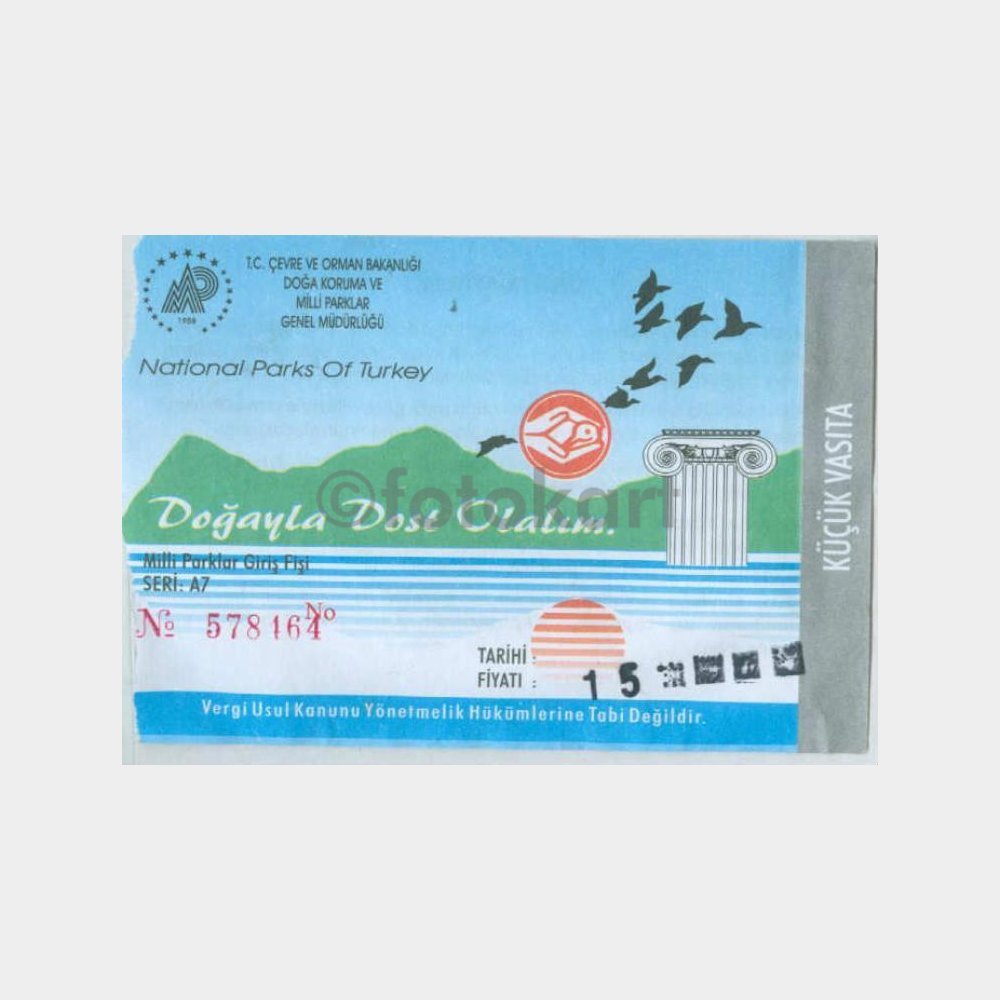 T.C. ÇEVRE VE ORMAN BAKANLIĞI
DOĞA KORUMA VE
MİLLİ PARKLAR
GENEL MÜDÜRLÜĞÜ
1958
National Parks Of Turkey
©fotokart
Doğayla Dost Olalım.
Milli Parklar Giriş Fişi
SERİ: A7
№ 578164 No
TARİHİ :
FİYATI : 15
Vergi Usul Kanunu Yönetmelik Hükümlerine Tabi Değildir.
KÜÇÜK VASITA